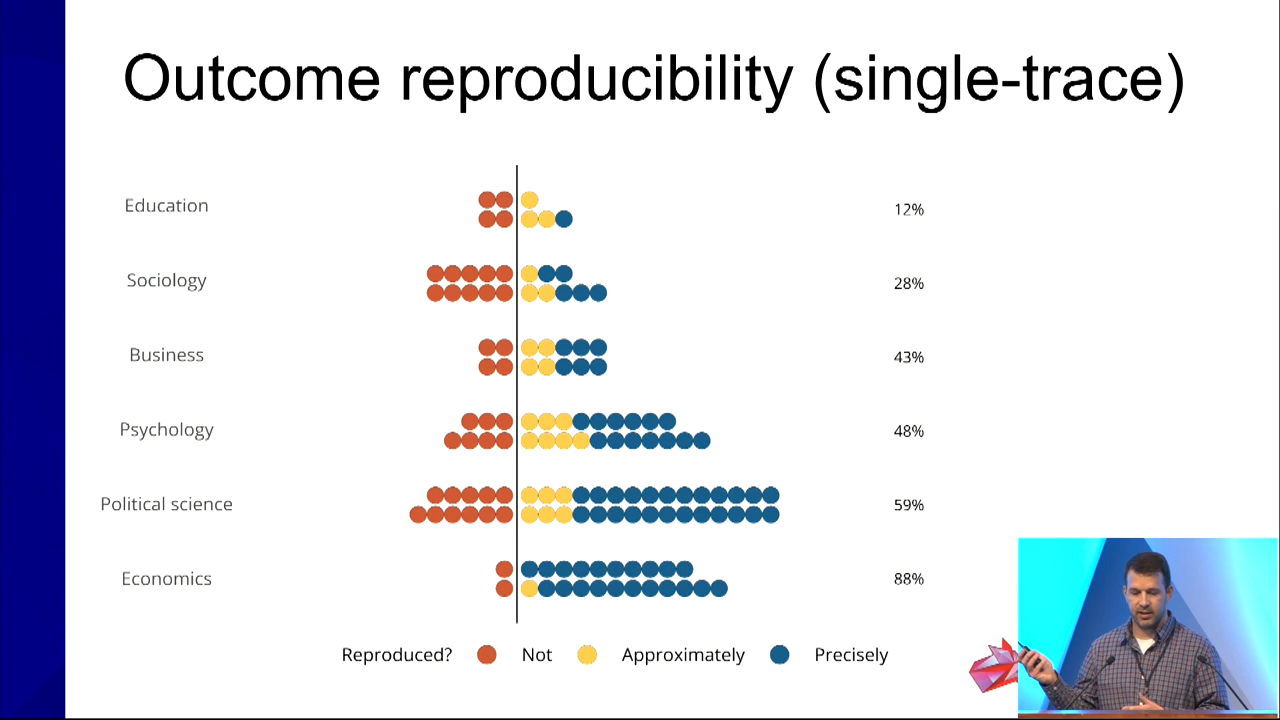 Outcome reproducibility (single-trace)
Education 12%
Sociology 28%
Business 43%
Psychology 48%
Political science 59%
Economics 88%
Reproduced? Not Approximately Precisely